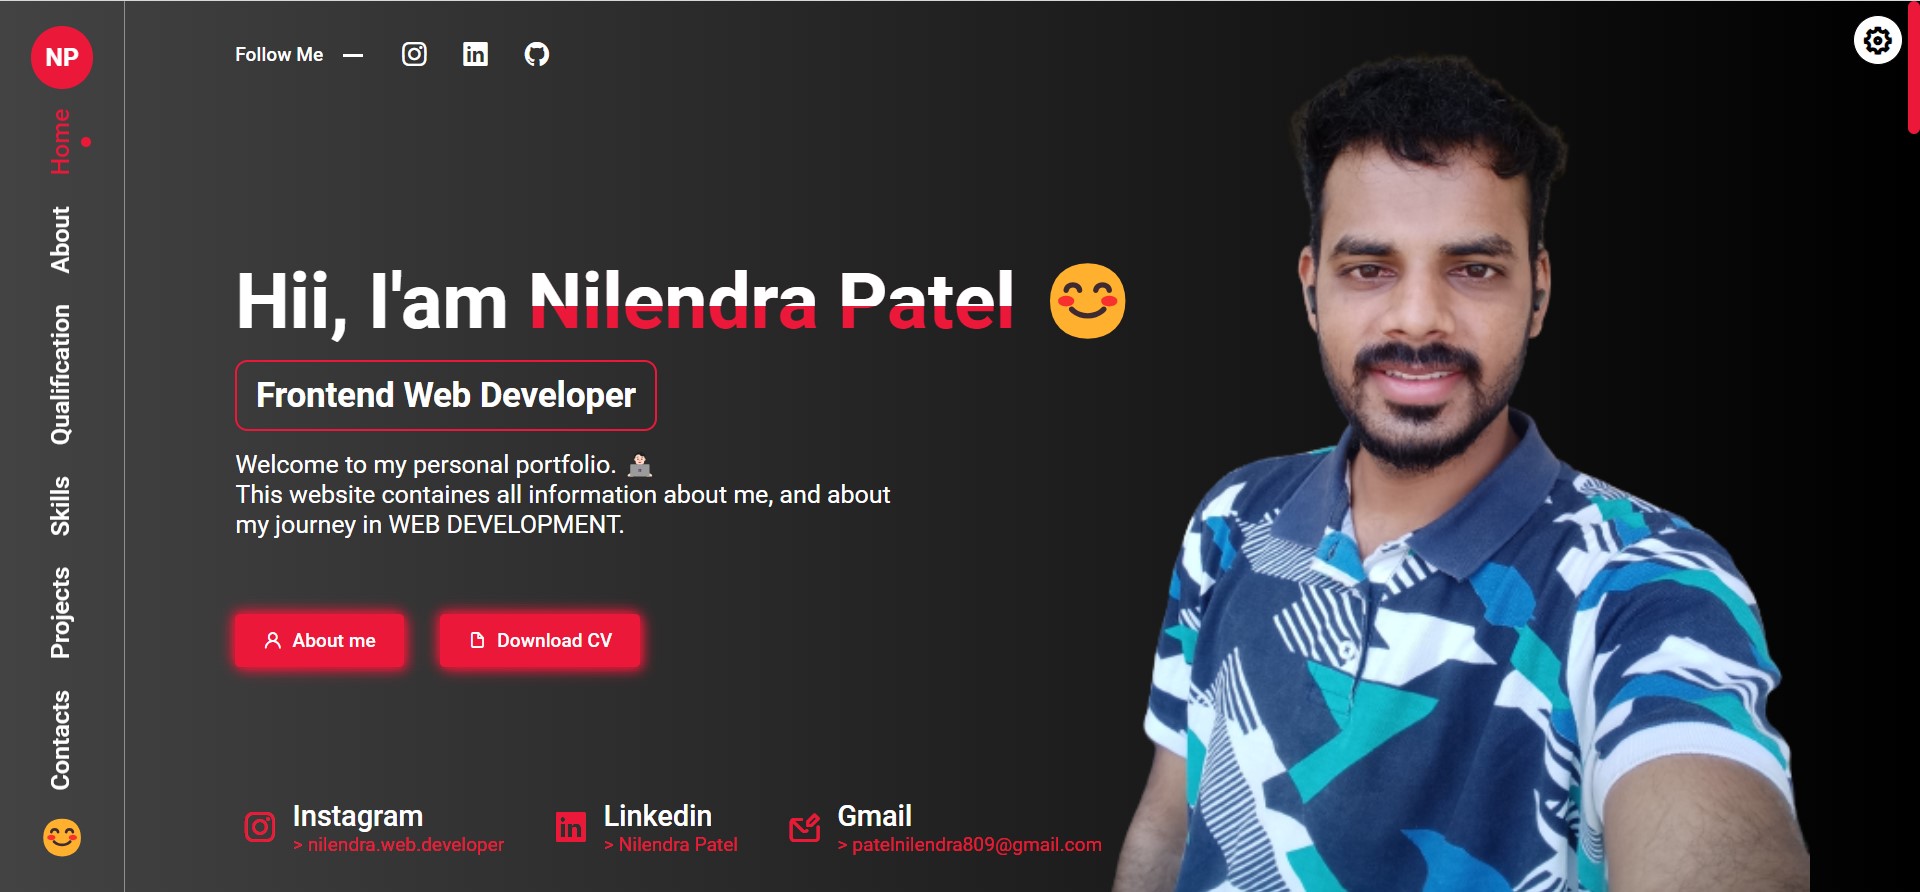 NP
Home
About
Qualification
Skills
Projects
Contacts
Follow Me
Hii, I'am Nilendra Patel
Frontend Web Developer
Welcome to my personal portfolio.
This website containes all information about me, and about
my journey in WEB DEVELOPMENT.
About me
Download CV
Instagram
> nilendra.web.developer
Linkedin
> Nilendra Patel
Gmail
> patelnilendra809@gmail.com